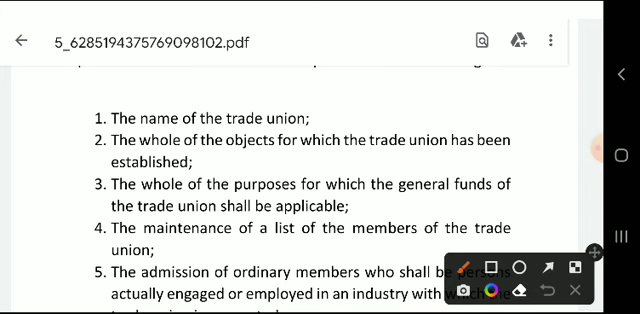 5_6285194375769098102.pdf
1. The name of the trade union;
2. The whole of the objects for which the trade union has been
established;
3. The whole of the purposes for which the general funds of
the trade union shall be applicable;
4. The maintenance of a list of the members of the trade
union;
5. The admission of ordinary members who shall be persons
actually engaged or employed in an industry with which the